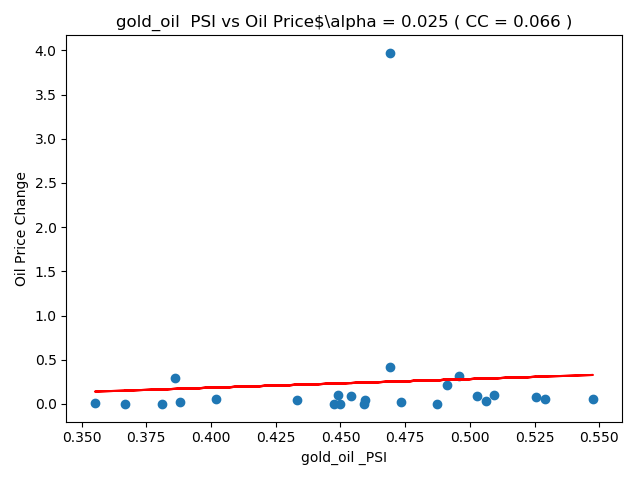 gold_oil  PSI vs Oil Price$\alpha = 0.025 ( CC = 0.066 )
4.0
3.5
3.0
2.5
2.0
1.5
1.0
0.5
0.0
Oil Price Change
0.350 0.375 0.400 0.425 0.450 0.475 0.500 0.525 0.550
gold_oil _PSI